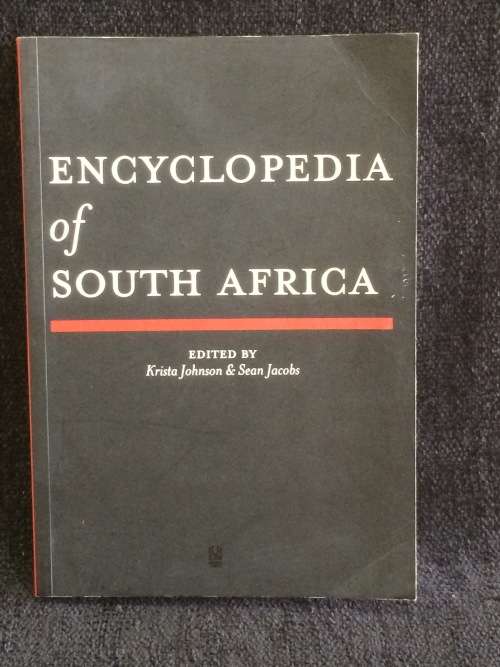 ENCYCLOPEDIA
of
SOUTH AFRICA
EDITED BY
Krista Johnson & Sean Jacobs